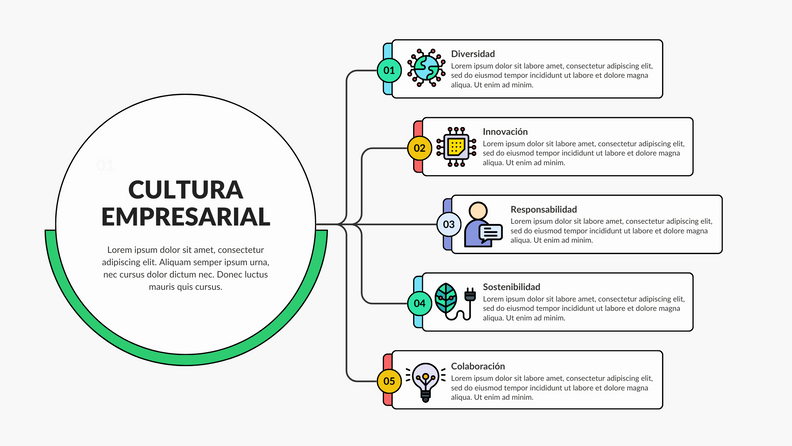 CULTURA
EMPRESARIAL
Lorem ipsum dolor sit amet, consectetur
adipiscing elit. Aliquam semper ipsum urna,
nec cursus dolor dictum nec. Donec luctus
mauris quis cursus.
01
Diversidad
Lorem ipsum dolor sit labore amet, consectetur adipiscing elit,
sed do eiusmod tempor incididunt ut labore et dolore magna
aliqua. Ut enim ad minim.
02
Innovación
Lorem ipsum dolor sit labore amet, consectetur adipiscing elit,
sed do eiusmod tempor incididunt ut labore et dolore magna
aliqua. Ut enim ad minim.
03
Responsabilidad
Lorem ipsum dolor sit labore amet, consectetur adipiscing elit,
sed do eiusmod tempor incididunt ut labore et dolore magna
aliqua. Ut enim ad minim.
04
Sostenibilidad
Lorem ipsum dolor sit labore amet, consectetur adipiscing elit,
sed do eiusmod tempor incididunt ut labore et dolore magna
aliqua. Ut enim ad minim.
05
Colaboración
Lorem ipsum dolor sit labore amet, consectetur adipiscing elit,
sed do eiusmod tempor incididunt ut labore et dolore magna
aliqua. Ut enim ad minim.